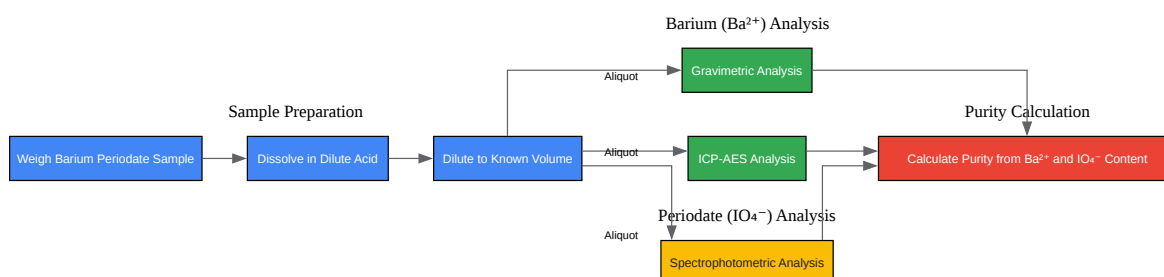 Barium (Ba²⁺) Analysis
Gravimetric Analysis
Aliquot
Sample Preparation
Purity Calculation
Weigh Barium Periodate Sample
Dissolve in Dilute Acid
Dilute to Known Volume
Aliquot
ICP-AES Analysis
Calculate Purity from Ba²⁺ and IO₄⁻ Content
Periodate (IO₄⁻) Analysis
Aliquot
Spectrophotometric Analysis